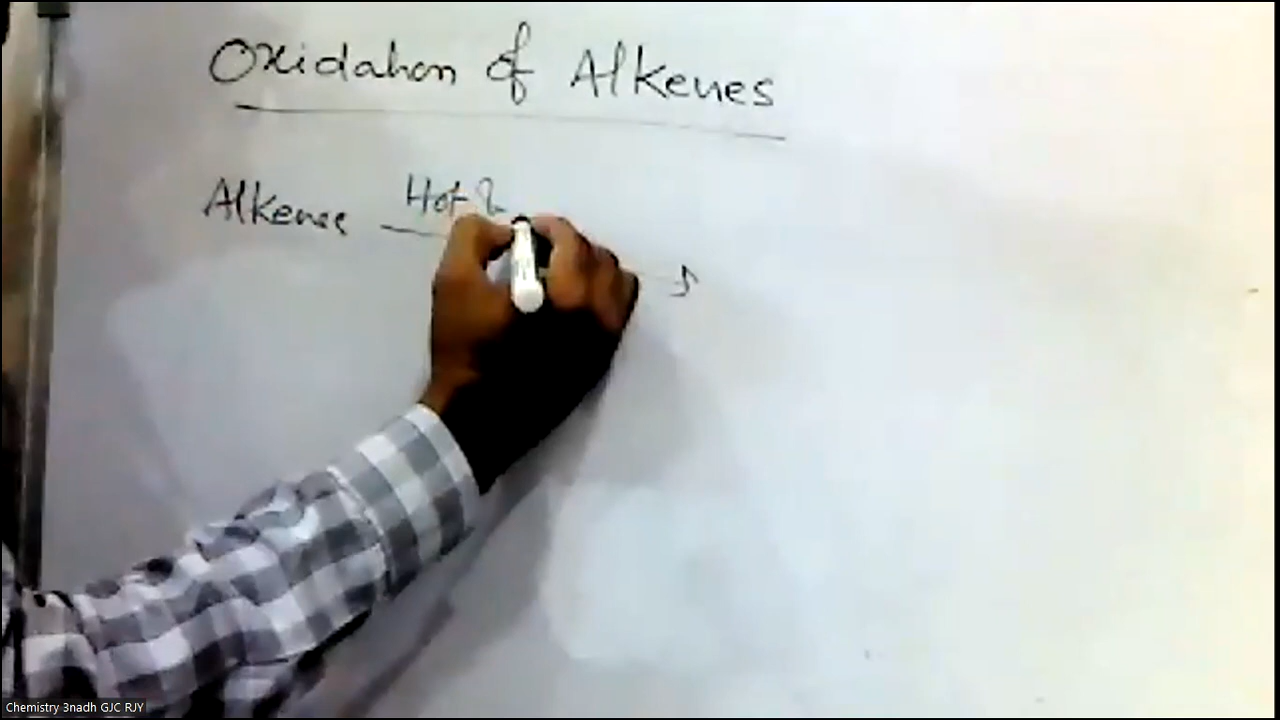 Oxidation of Alkenes
Alkene Hot &
Chemistry 3nadh GJC RJY